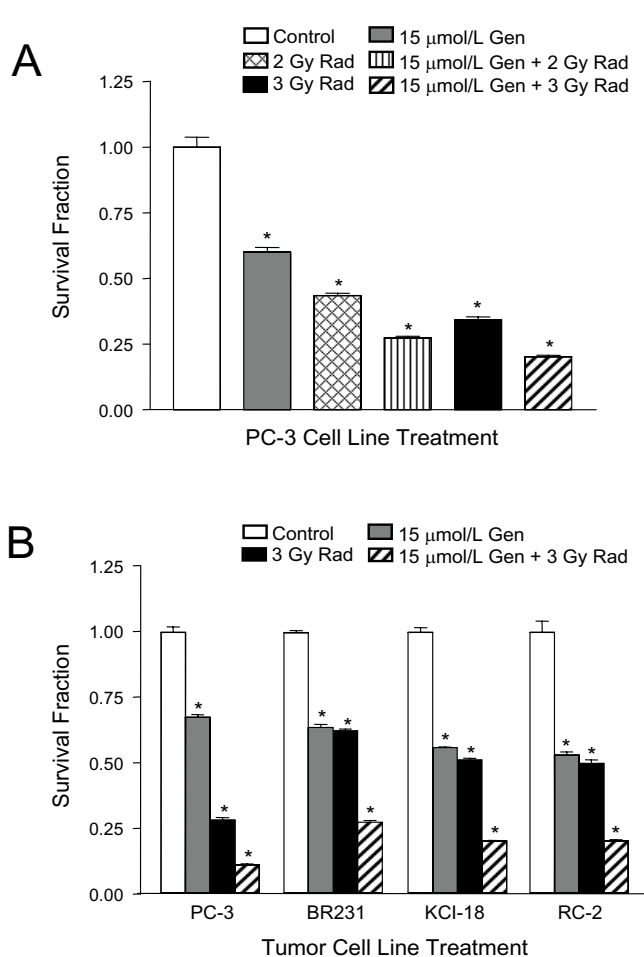 A
Control
15 μmol/L Gen
2 Gy Rad
15 μmol/L Gen + 2 Gy Rad
3 Gy Rad
15 μmol/L Gen + 3 Gy Rad
Survival Fraction
1.25
1.00
0.75
0.50
0.25
0.00
* * * * *
PC-3 Cell Line Treatment
B
Control
15 μmol/L Gen
3 Gy Rad
15 μmol/L Gen + 3 Gy Rad
Survival Fraction
1.25
1.00
0.75
0.50
0.25
0.00
* * * * * * * * * * * *
PC-3 BR231 KCI-18 RC-2
Tumor Cell Line Treatment